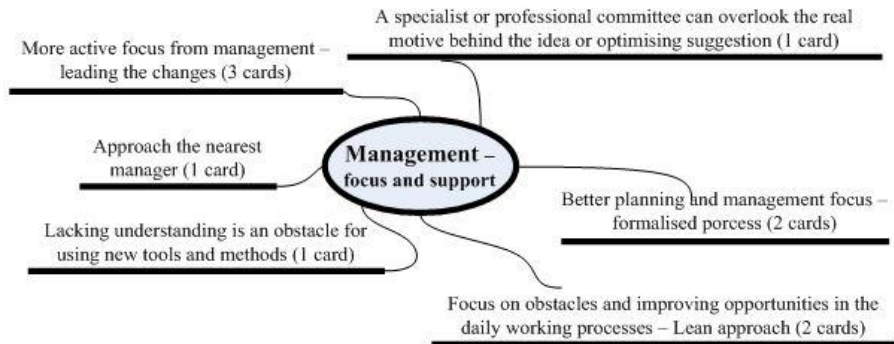 A specialist or professional committee can overlook the real
motive behind the idea or optimising suggestion (1 card)
More active focus from management –
leading the changes (3 cards)
Approach the nearest
manager (1 card)
Management –
focus and support
Better planning and management focus –
formalised porcess (2 cards)
Lacking understanding is an obstacle for
using new tools and methods (1 card)
Focus on obstacles and improving opportunities in the
daily working processes – Lean approach (2 cards)